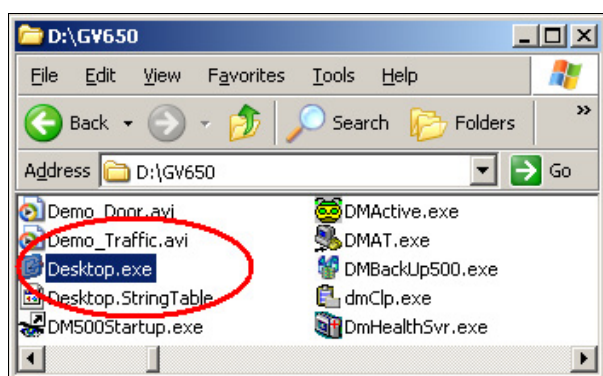 D:\GV650
File Edit View Favorites Tools Help
Back Search Folders »
Address D:\GV650 Go
Demo_Door.avi DMActive.exe
Demo_Traffic.avi DMAT.exe
Desktop.exe DMBackUp500.exe
Desktop.StringTable dmClp.exe
DM500Startup.exe DmHealthSvr.exe